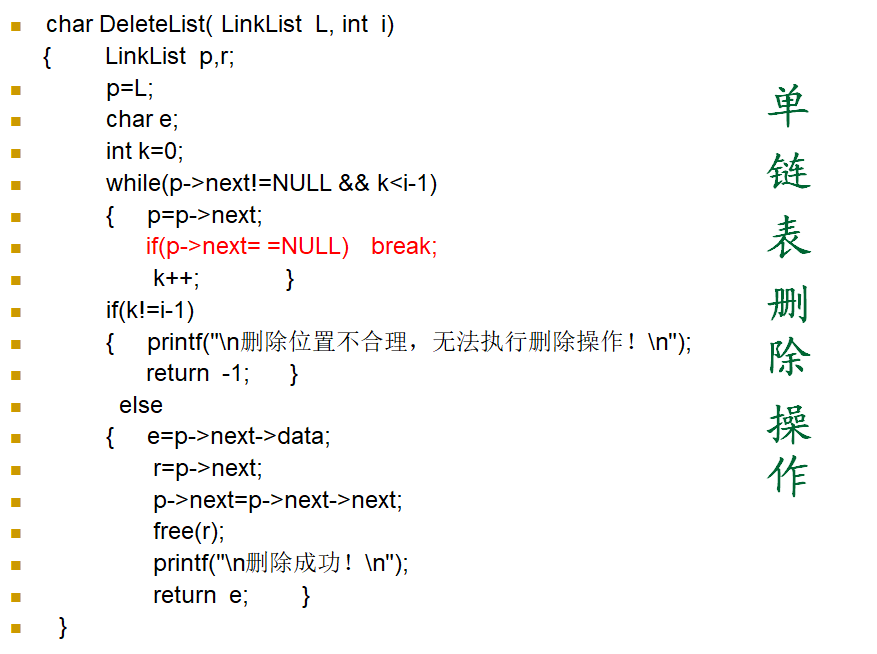 char DeleteList( LinkList L, int i)
{ LinkList p,r;
p=L;
char e;
int k=0;
while(p->next!=NULL && k<i-1)
{ p=p->next;
if(p->next= =NULL) break;
k++; }
if(k!=i-1)
{ printf("\n删除位置不合理，无法执行删除操作！\n");
return -1; }
else
{ e=p->next->data;
r=p->next;
p->next=p->next->next;
free(r);
printf("\n删除成功！\n");
return e; }
}
单链表删除操作